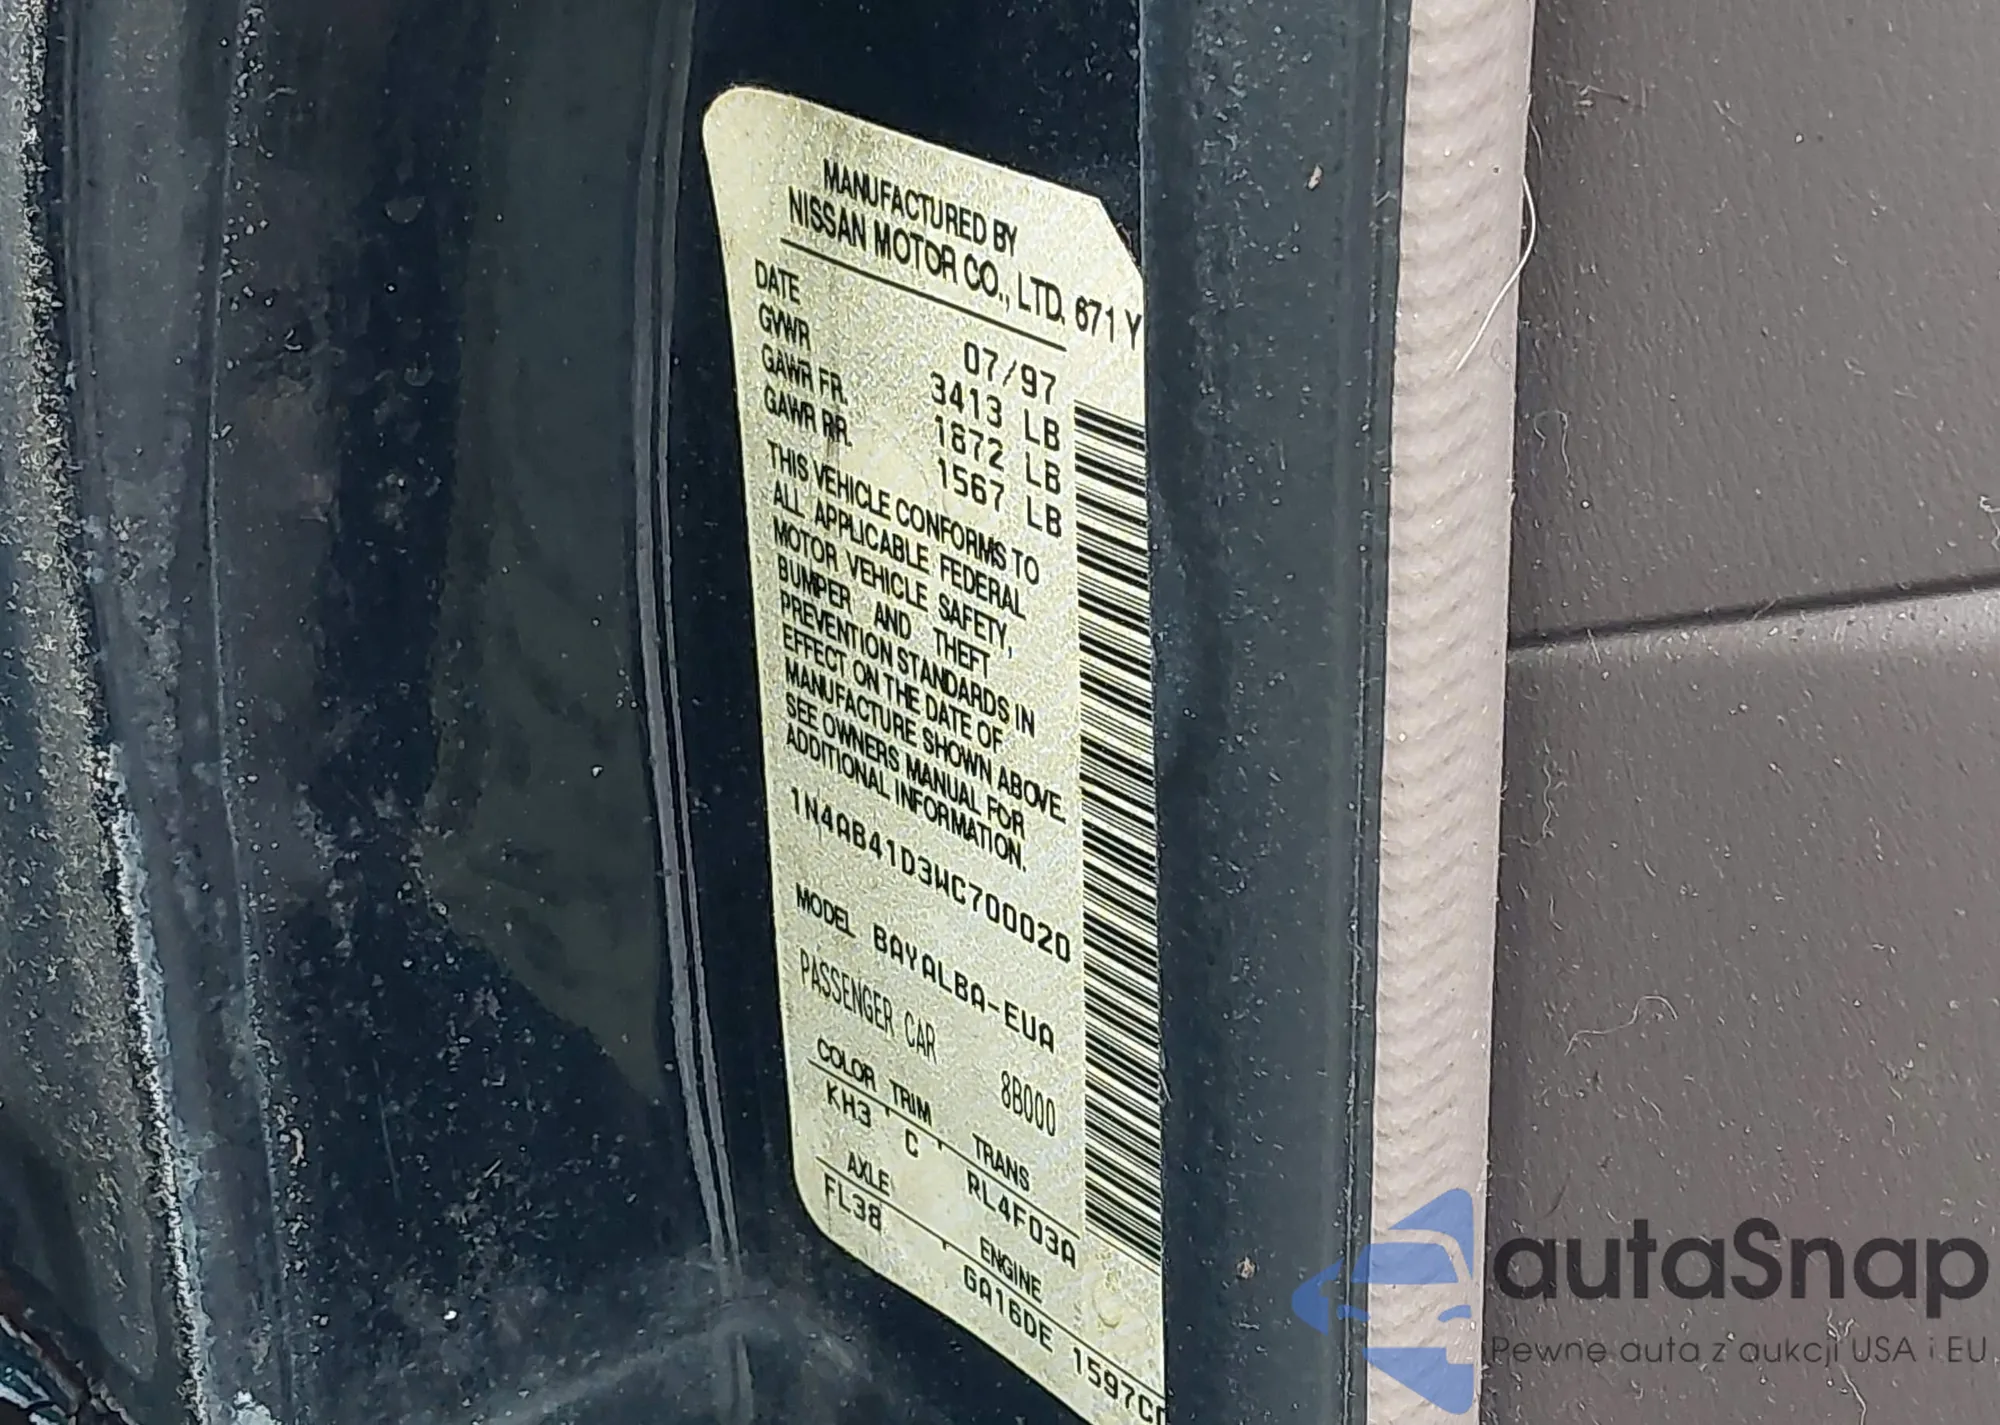 MANUFACTURED BY
NISSAN MOTOR CO., LTD. 671 Y
DATE 07/97
GVWR 3413 LB
GAWR FR. 1872 LB
GAWR RR. 1567 LB
THIS VEHICLE CONFORMS TO
ALL APPLICABLE FEDERAL
MOTOR VEHICLE SAFETY,
BUMPER AND THEFT
PREVENTION STANDARDS IN
EFFECT ON THE DATE OF
MANUFACTURE SHOWN ABOVE.
SEE OWNERS MANUAL FOR
ADDITIONAL INFORMATION.
1N4AB41D3WC700020
MODEL BAYALBA-EUA
PASSENGER CAR 8B000
COLOR TRIM TRANS
KH3 C RL4F03A
AXLE ENGINE
FL38 GA16DE 1597C
autaSnap
Pewne auta z aukcji USA i EU